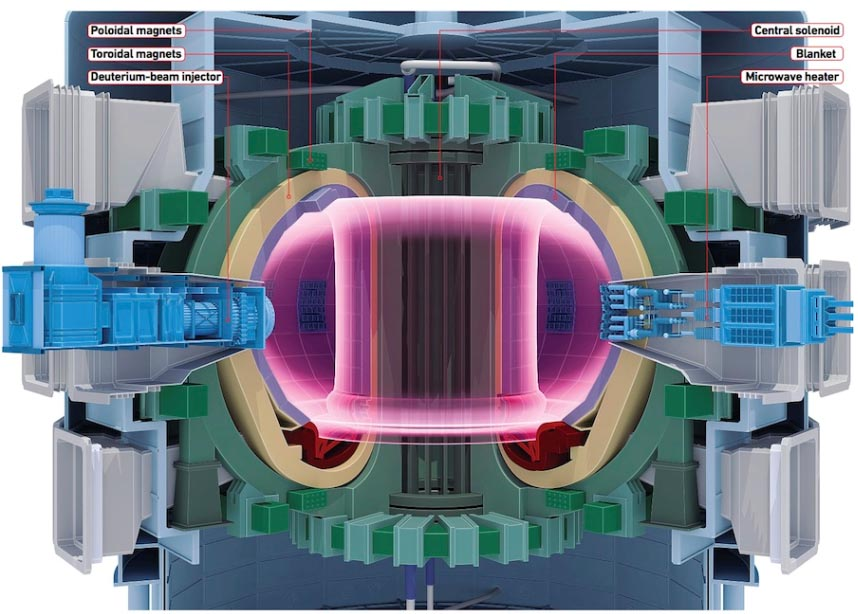 Poloidal magnets
Toroidal magnets
Deuterium-beam injector
Central solenoid
Blanket
Microwave heater